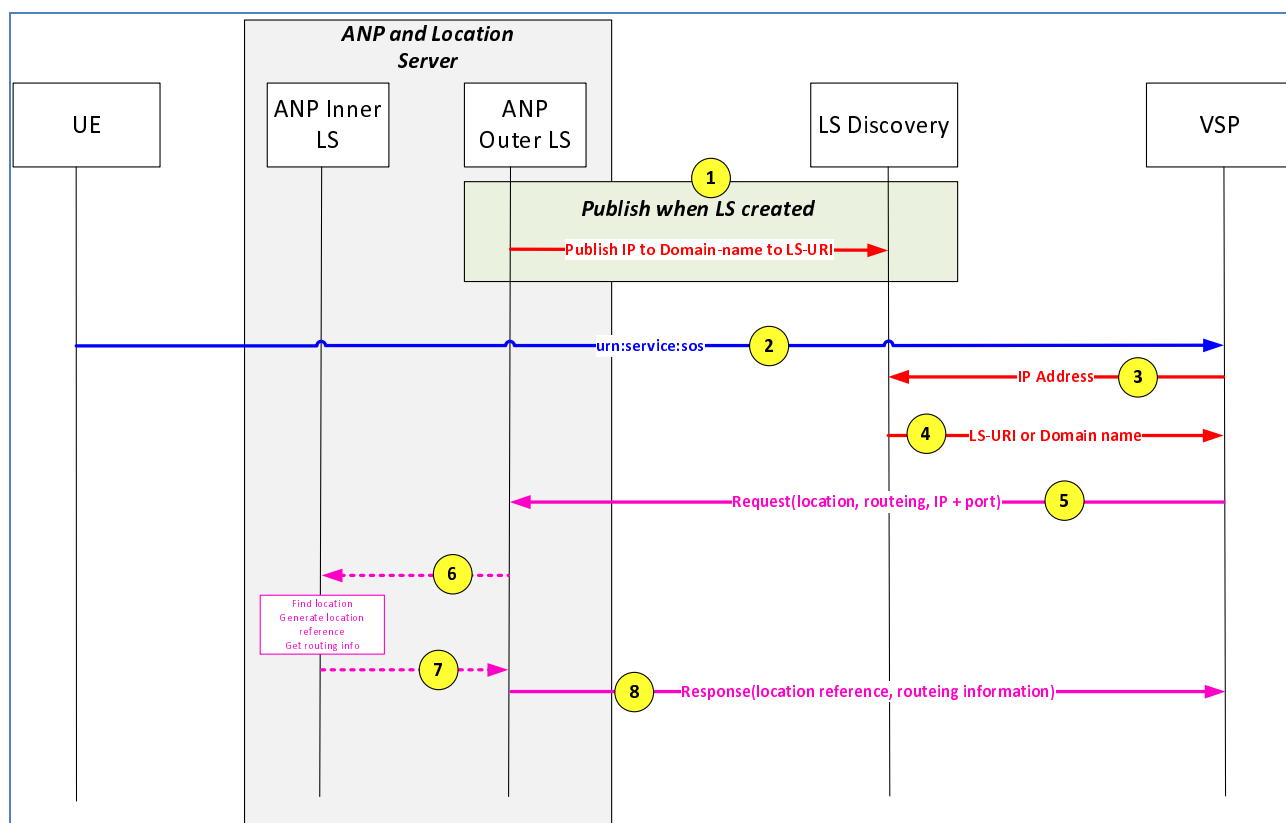 ANP and Location
Server
UE
ANP Inner
LS
ANP
Outer LS
LS Discovery
VSP
1
Publish when LS created
Publish IP to Domain-name to LS-URI
urn:service:sos
2
IP Address
3
4
LS-URI or Domain name
Request(location, routeing, IP + port)
5
6
Find location
Generate location
reference
Get routing info
7
8
Response(location reference, routeing information)